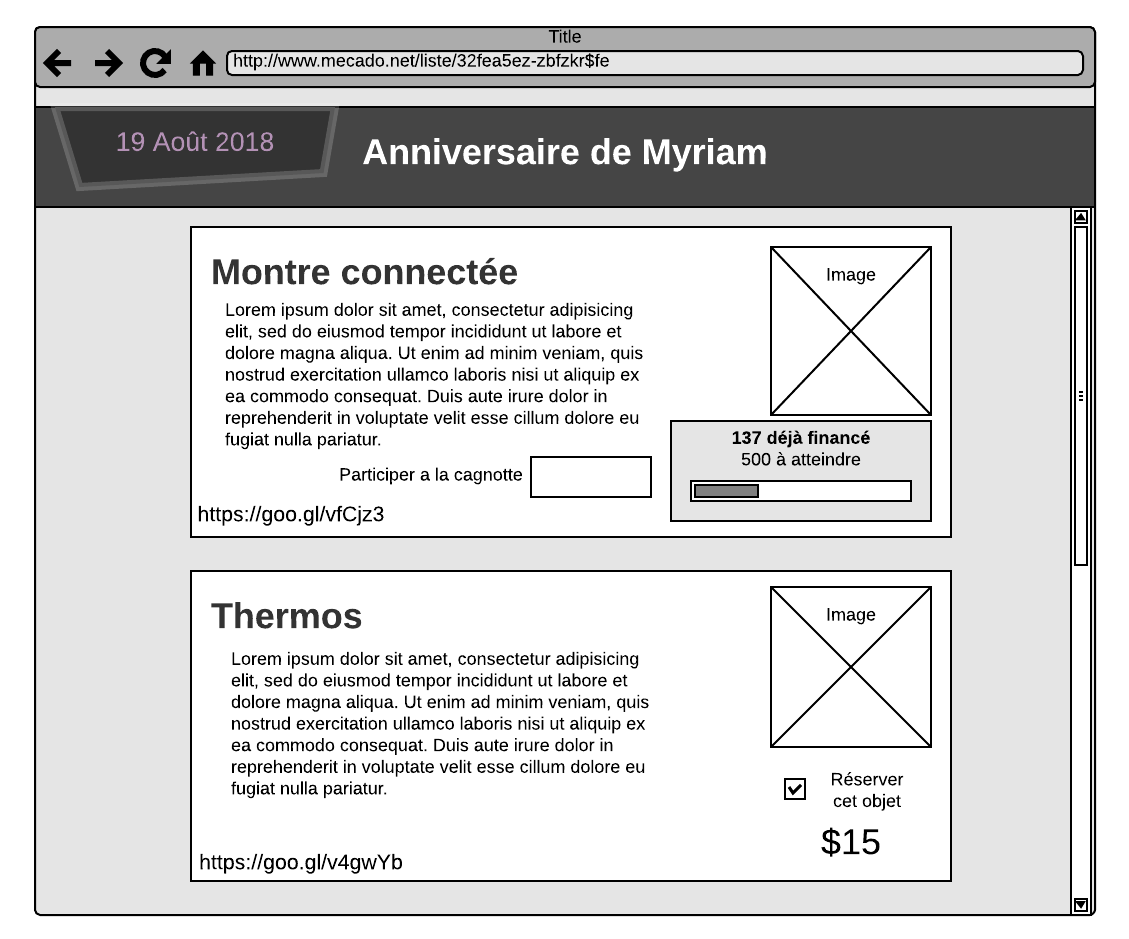 Title
http://www.mecado.net/liste/32fea5ez-zbfzkr$fe
19 Août 2018
Anniversaire de Myriam
Montre connectée
Lorem ipsum dolor sit amet, consectetur adipisicing
elit, sed do eiusmod tempor incididunt ut labore et
dolore magna aliqua. Ut enim ad minim veniam, quis
nostrud exercitation ullamco laboris nisi ut aliquip ex
ea commodo consequat. Duis aute irure dolor in
reprehenderit in voluptate velit esse cillum dolore eu
fugiat nulla pariatur.
Image
Participer a la cagnotte
137 déjà financé
500 à atteindre
https://goo.gl/vfCjz3
Thermos
Lorem ipsum dolor sit amet, consectetur adipisicing
elit, sed do eiusmod tempor incididunt ut labore et
dolore magna aliqua. Ut enim ad minim veniam, quis
nostrud exercitation ullamco laboris nisi ut aliquip ex
ea commodo consequat. Duis aute irure dolor in
reprehenderit in voluptate velit esse cillum dolore eu
fugiat nulla pariatur.
Image
Réserver
cet objet
$15
https://goo.gl/v4gwYb